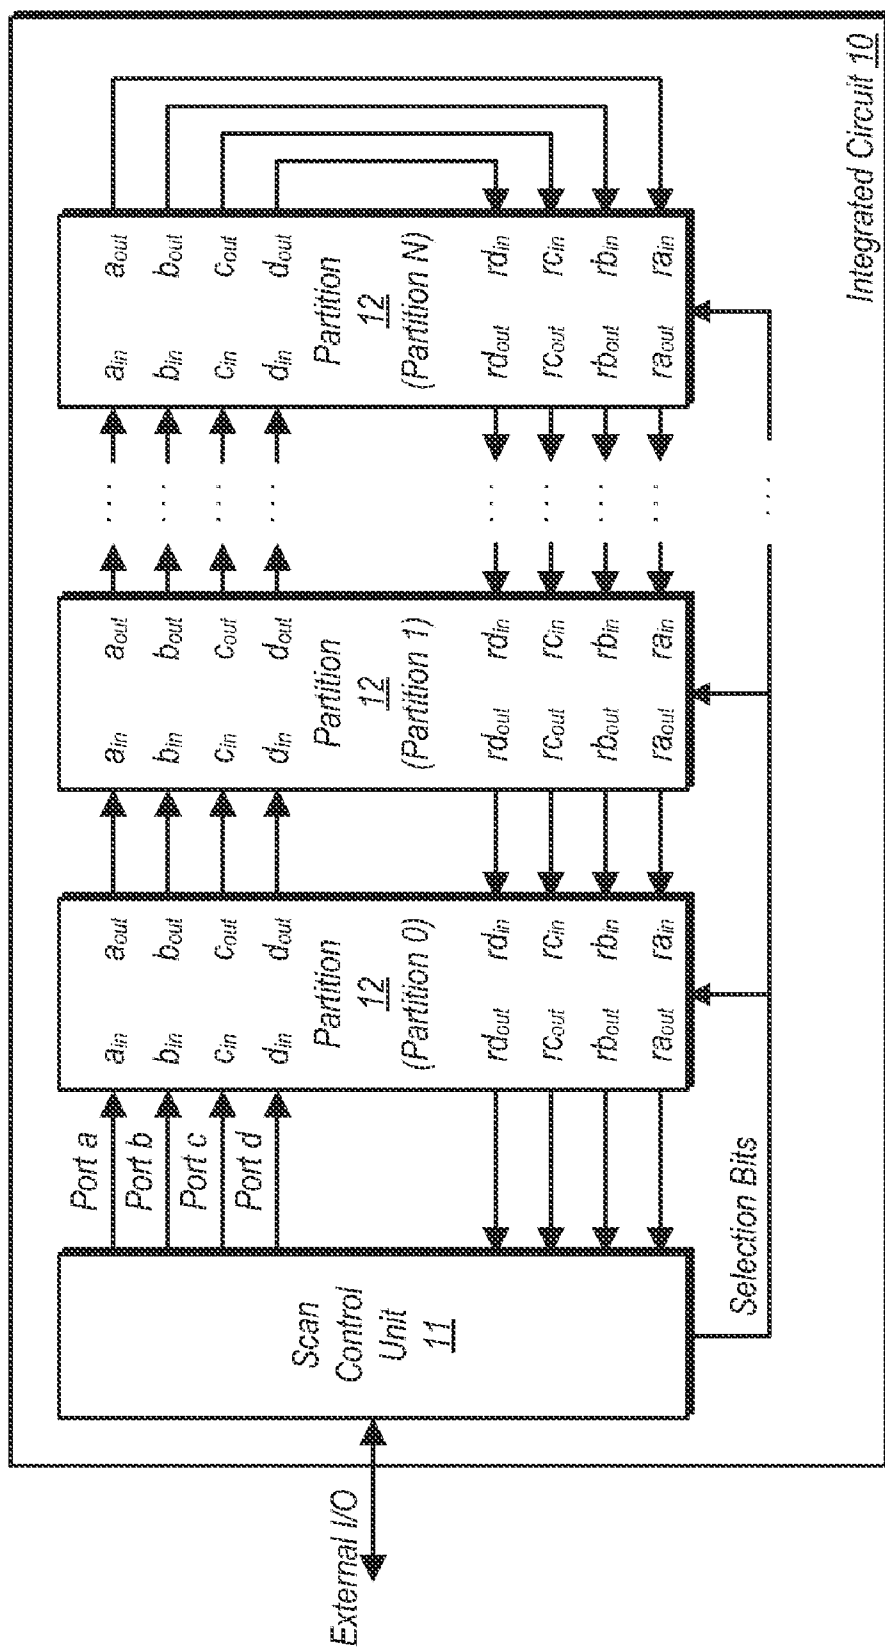 External I/O
Scan
Control
Unit
11
Port a
Port b
Port c
Port d
Selection Bits
a_in a_out
b_in b_out
c_in c_out
d_in d_out
Partition
12
(Partition 0)
rd_out rd_in
rc_out rc_in
rb_out rb_in
ra_out ra_in
a_in a_out
b_in b_out
c_in c_out
d_in d_out
Partition
12
(Partition 1)
rd_out rd_in
rc_out rc_in
rb_out rb_in
ra_out ra_in
. . .
. . .
. . .
. . .
. . .
. . .
. . .
. . .
. . .
a_in a_out
b_in b_out
c_in c_out
d_in d_out
Partition
12
(Partition N)
rd_out rd_in
rc_out rc_in
rb_out rb_in
ra_out ra_in
Integrated Circuit 10